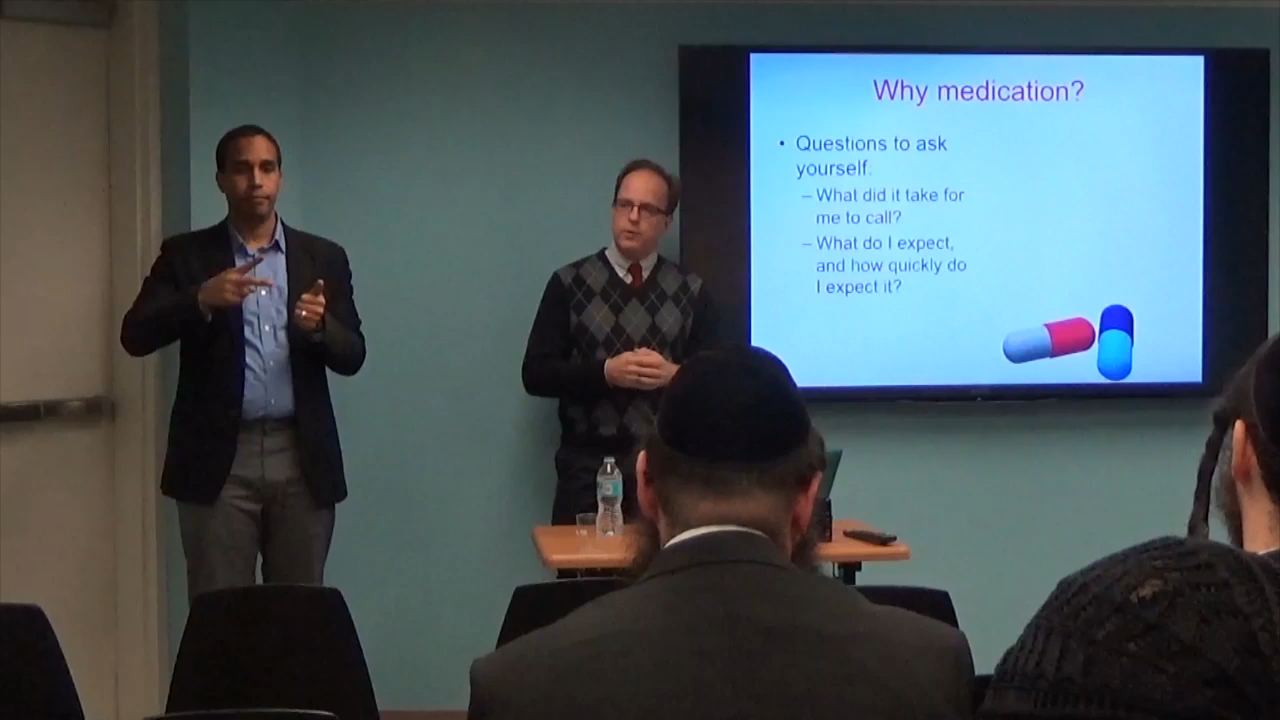 Why medication?
• Questions to ask
yourself.
– What did it take for
me to call?
– What do I expect,
and how quickly do
I expect it?